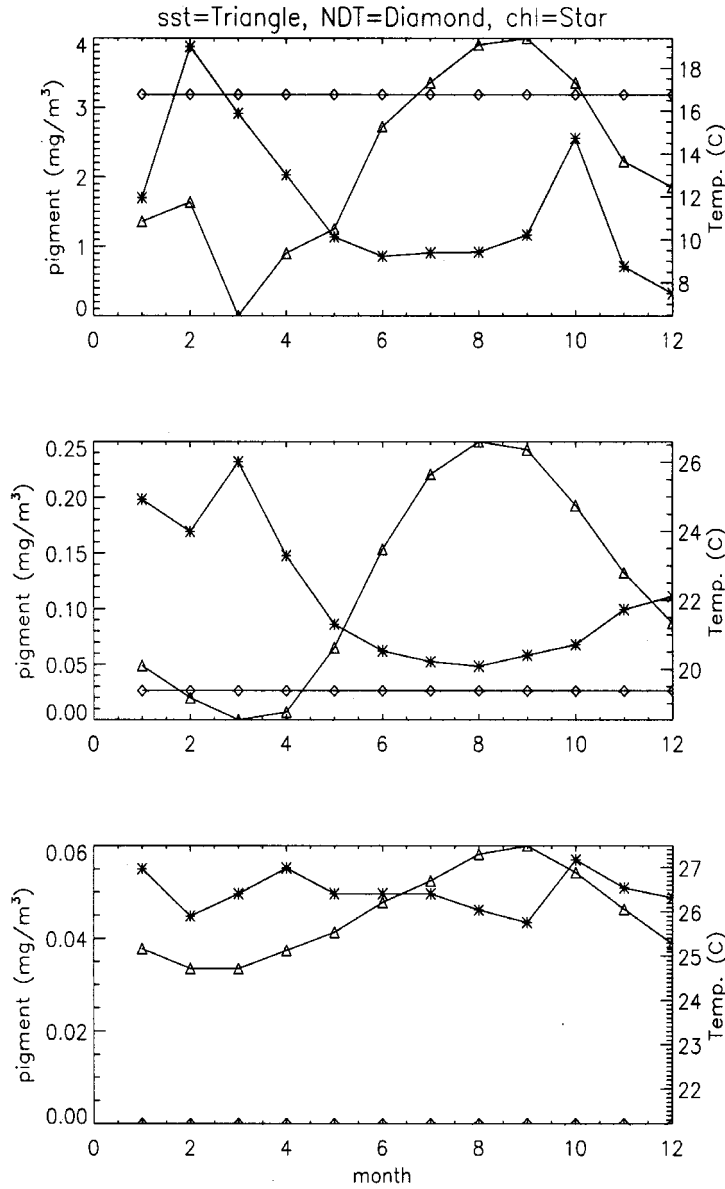 sst=Triangle, NDT=Diamond, chl=Star
pigment (mg/m³)
4
3
2
1
0
Temp. (C)
18
16
14
12
10
8
0 2 4 6 8 10 12
pigment (mg/m³)
0.25
0.20
0.15
0.10
0.05
0.00
Temp. (C)
26
24
22
20
0 2 4 6 8 10 12
pigment (mg/m³)
0.06
0.04
0.02
0.00
Temp. (C)
27
26
25
24
23
22
0 2 4 6 8 10 12
month